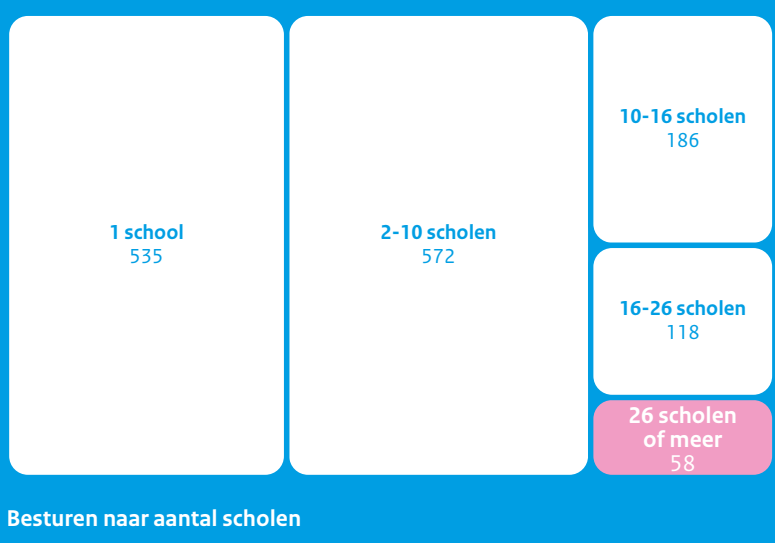 1 school
535
2-10 scholen
572
10-16 scholen
186
16-26 scholen
118
26 scholen
of meer
58
Besturen naar aantal scholen